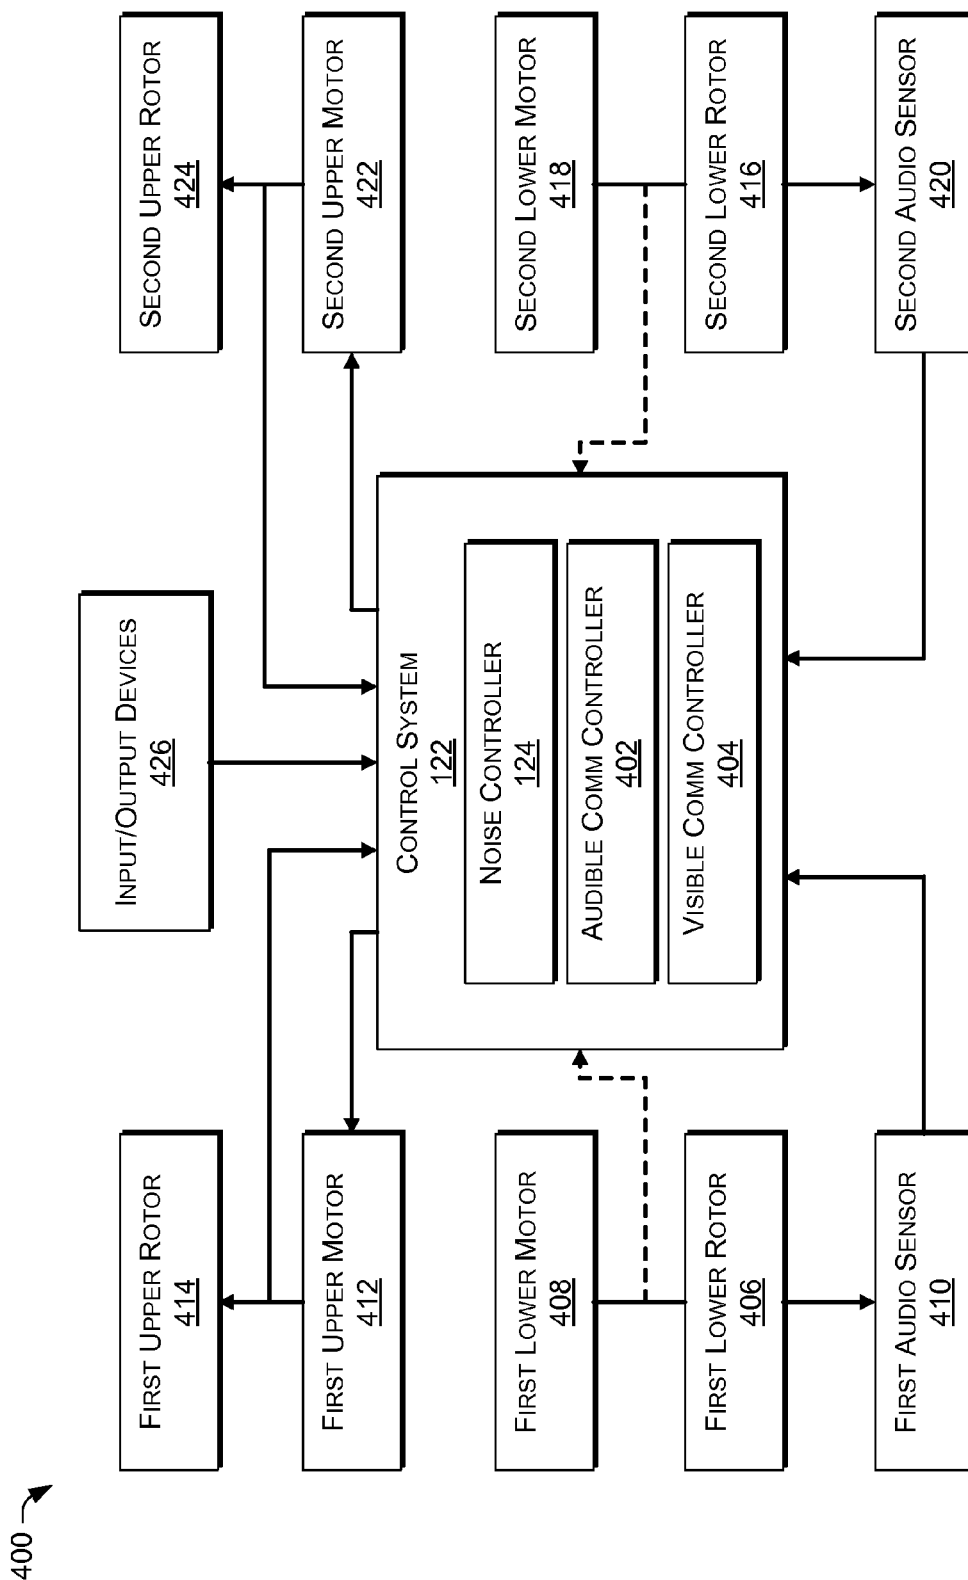 400
FIRST UPPER ROTOR
414
FIRST UPPER MOTOR
412
FIRST LOWER MOTOR
408
FIRST LOWER ROTOR
406
FIRST AUDIO SENSOR
410
INPUT/OUTPUT DEVICES
426
CONTROL SYSTEM
122
NOISE CONTROLLER
124
AUDIBLE COMM CONTROLLER
402
VISIBLE COMM CONTROLLER
404
SECOND UPPER ROTOR
424
SECOND UPPER MOTOR
422
SECOND LOWER MOTOR
418
SECOND LOWER ROTOR
416
SECOND AUDIO SENSOR
420